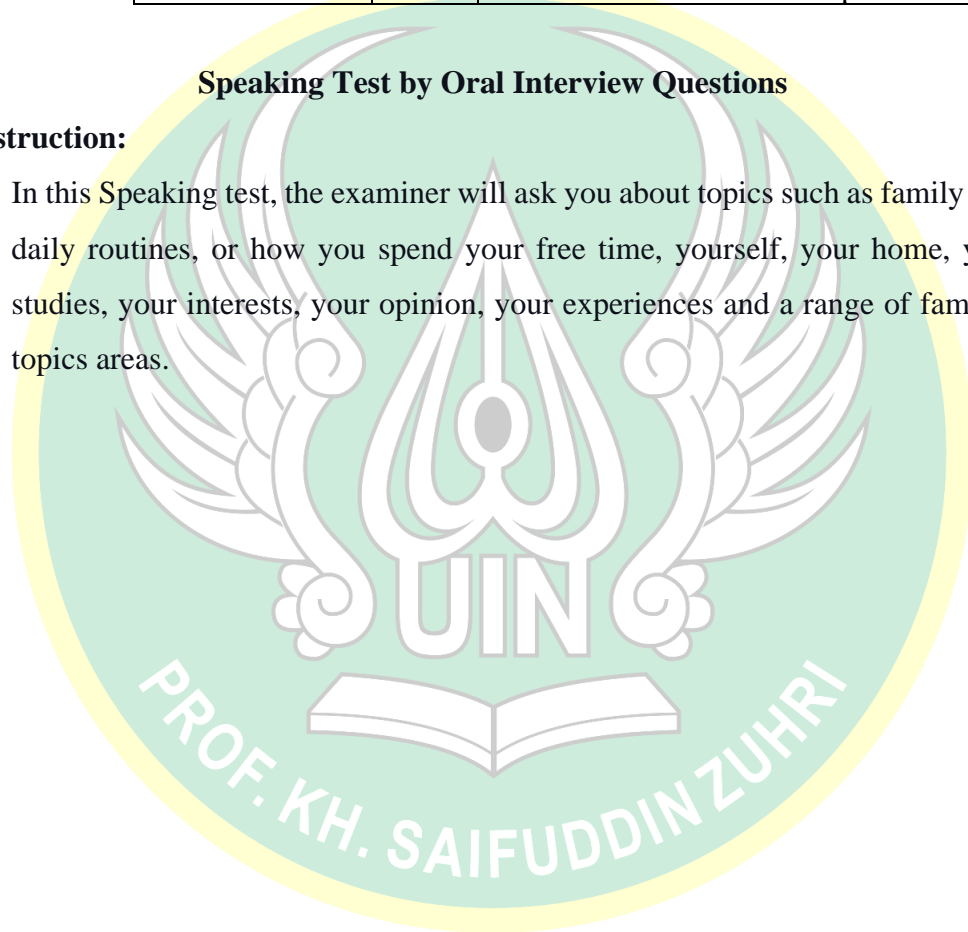 Speaking Test by Oral Interview Questions
struction:
In this Speaking test, the examiner will ask you about topics such as family
daily routines, or how you spend your free time, yourself, your home, y
studies, your interests, your opinion, your experiences and a range of fam
topics areas.
UIN
PROF. KH. SAIFUDDIN ZUHRI